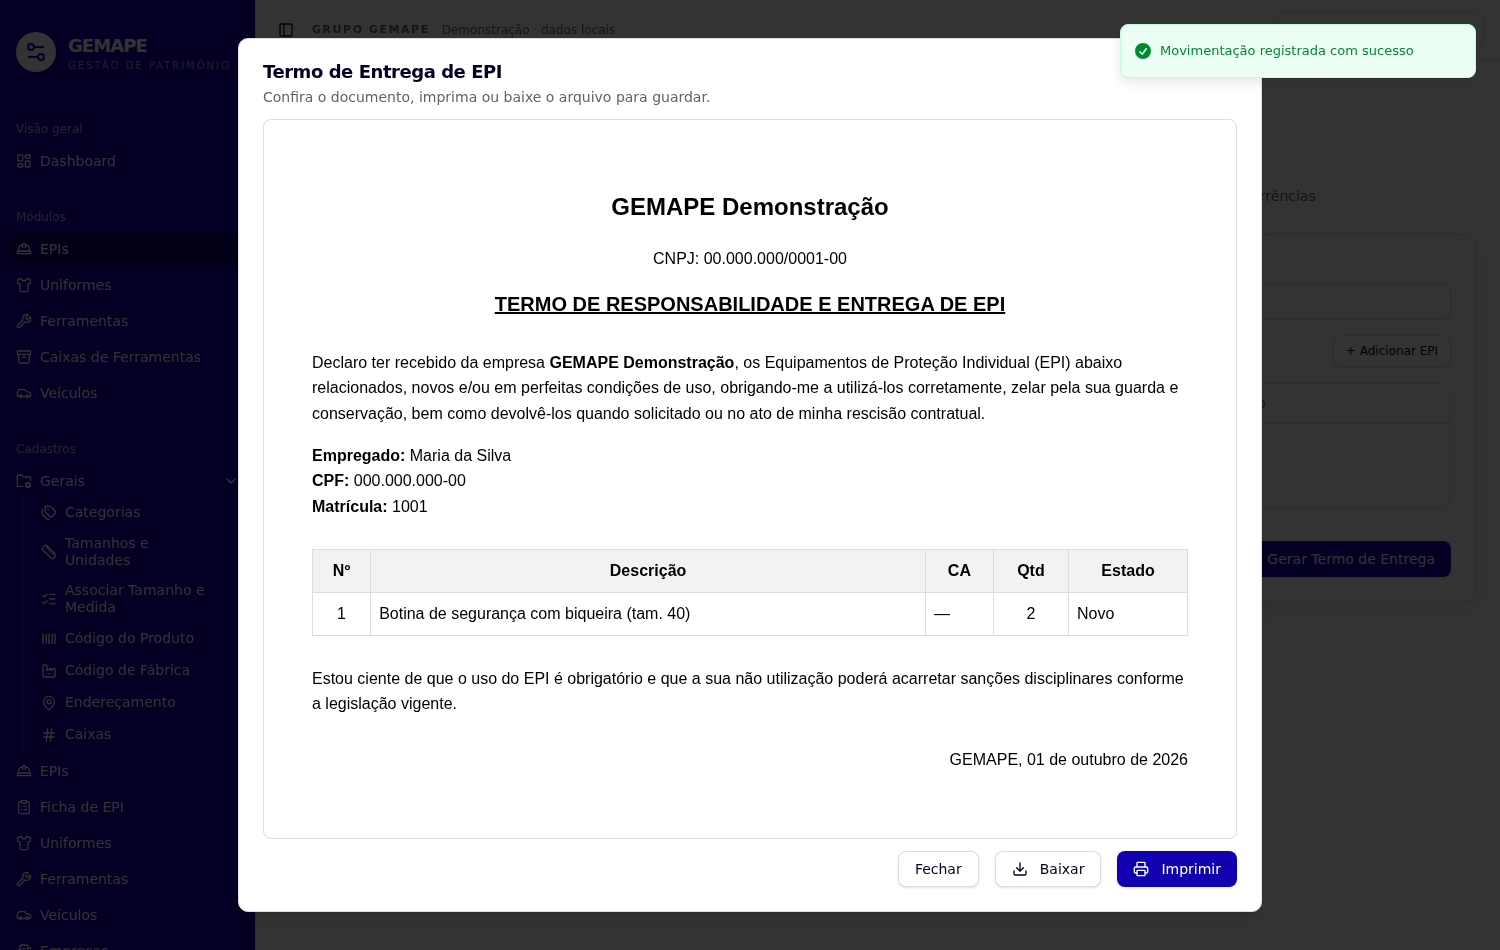 GEMAPE
GESTÃO DE PATRIMÔNIO
GRUPO GEMAPE
Demonstração · dados locais
Movimentação registrada com sucesso
Visão geral
Dashboard
Módulos
EPIs
Uniformes
Ferramentas
Caixas de Ferramentas
Veículos
Cadastros
Gerais
Categorias
Tamanhos e
Unidades
Associar Tamanho e
Medida
Código do Produto
Código de Fábrica
Endereçamento
Caixas
EPIs
Ficha de EPI
Uniformes
Ferramentas
Veículos
Empresas
Termo de Entrega de EPI
Confira o documento, imprima ou baixe o arquivo para guardar.
GEMAPE Demonstração
CNPJ: 00.000.000/0001-00
TERMO DE RESPONSABILIDADE E ENTREGA DE EPI
Declaro ter recebido da empresa GEMAPE Demonstração, os Equipamentos de Proteção Individual (EPI) abaixo
relacionados, novos e/ou em perfeitas condições de uso, obrigando-me a utilizá-los corretamente, zelar pela sua guarda e
conservação, bem como devolvê-los quando solicitado ou no ato de minha rescisão contratual.
Empregado: Maria da Silva
CPF: 000.000.000-00
Matrícula: 1001
Nº Descrição CA Qtd Estado
1 Botina de segurança com biqueira (tam. 40) — 2 Novo
Estou ciente de que o uso do EPI é obrigatório e que a sua não utilização poderá acarretar sanções disciplinares conforme
a legislação vigente.
GEMAPE, 01 de outubro de 2026
Fechar
Baixar
Imprimir
+ Adicionar EPI
Gerar Termo de Entrega